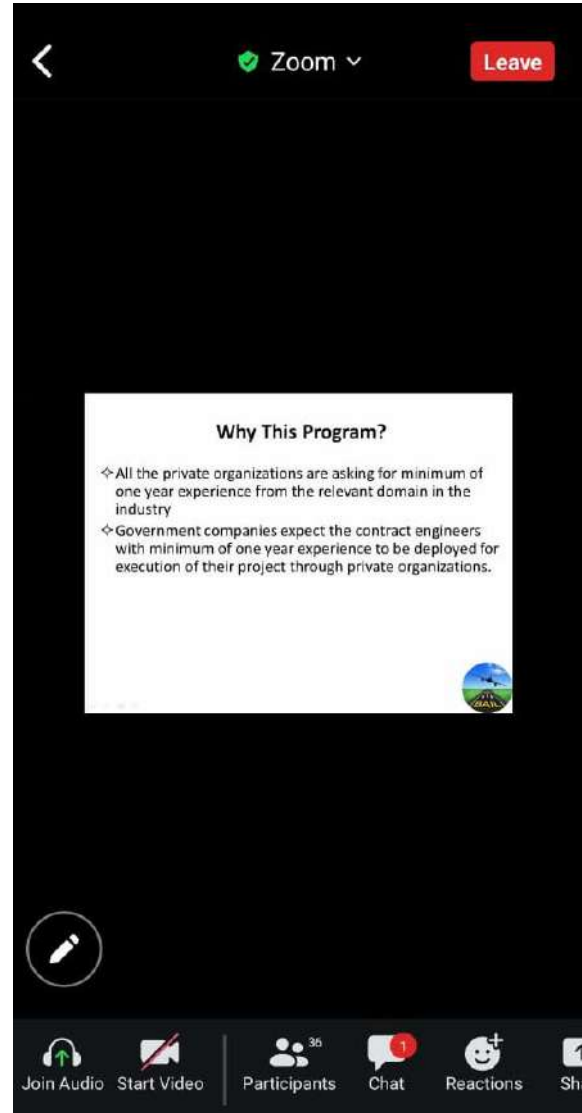 Zoom
Leave
Why This Program?
✧All the private organizations are asking for minimum of
one year experience from the relevant domain in the
industry
✧Government companies expect the contract engineers
with minimum of one year experience to be deployed for
execution of their project through private organizations.
36
1
Join Audio Start Video Participants Chat Reactions